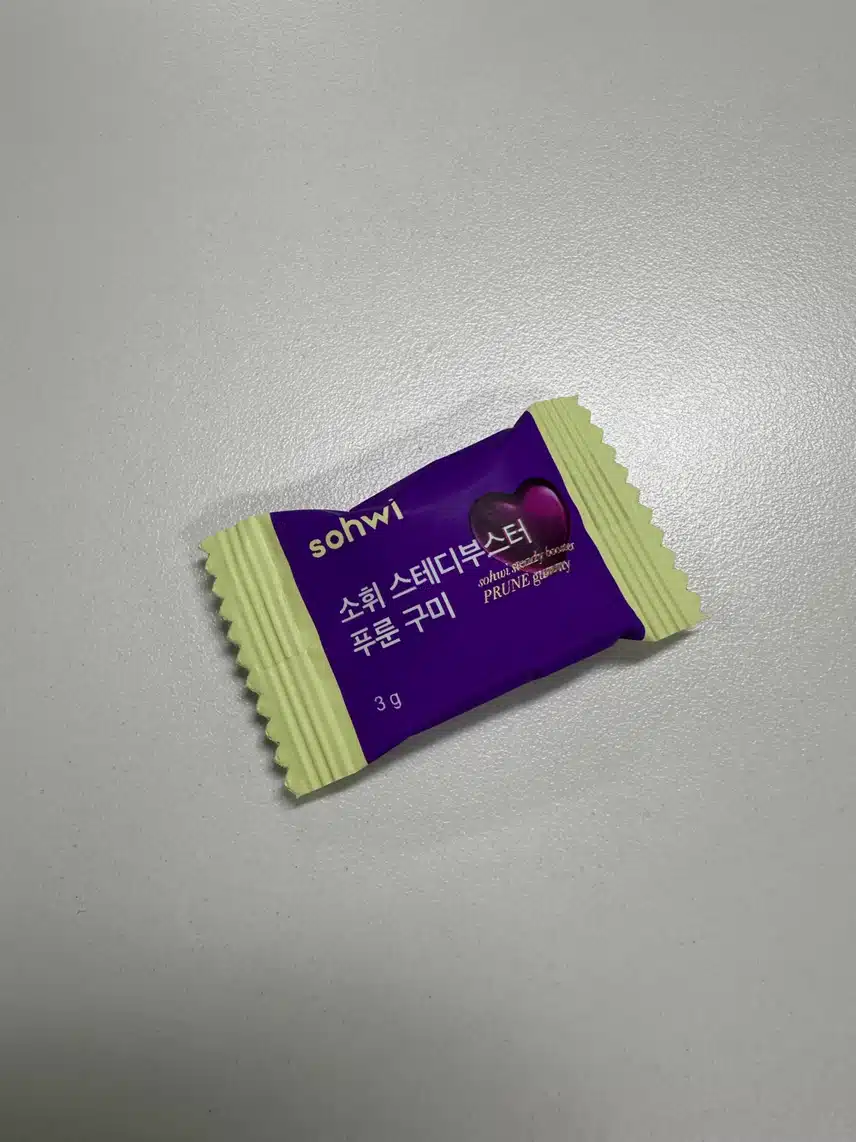 sohwi
소휘 스테디부스터
푸룬 구미
sohwi steady booster
PRUNE gummy
3 g